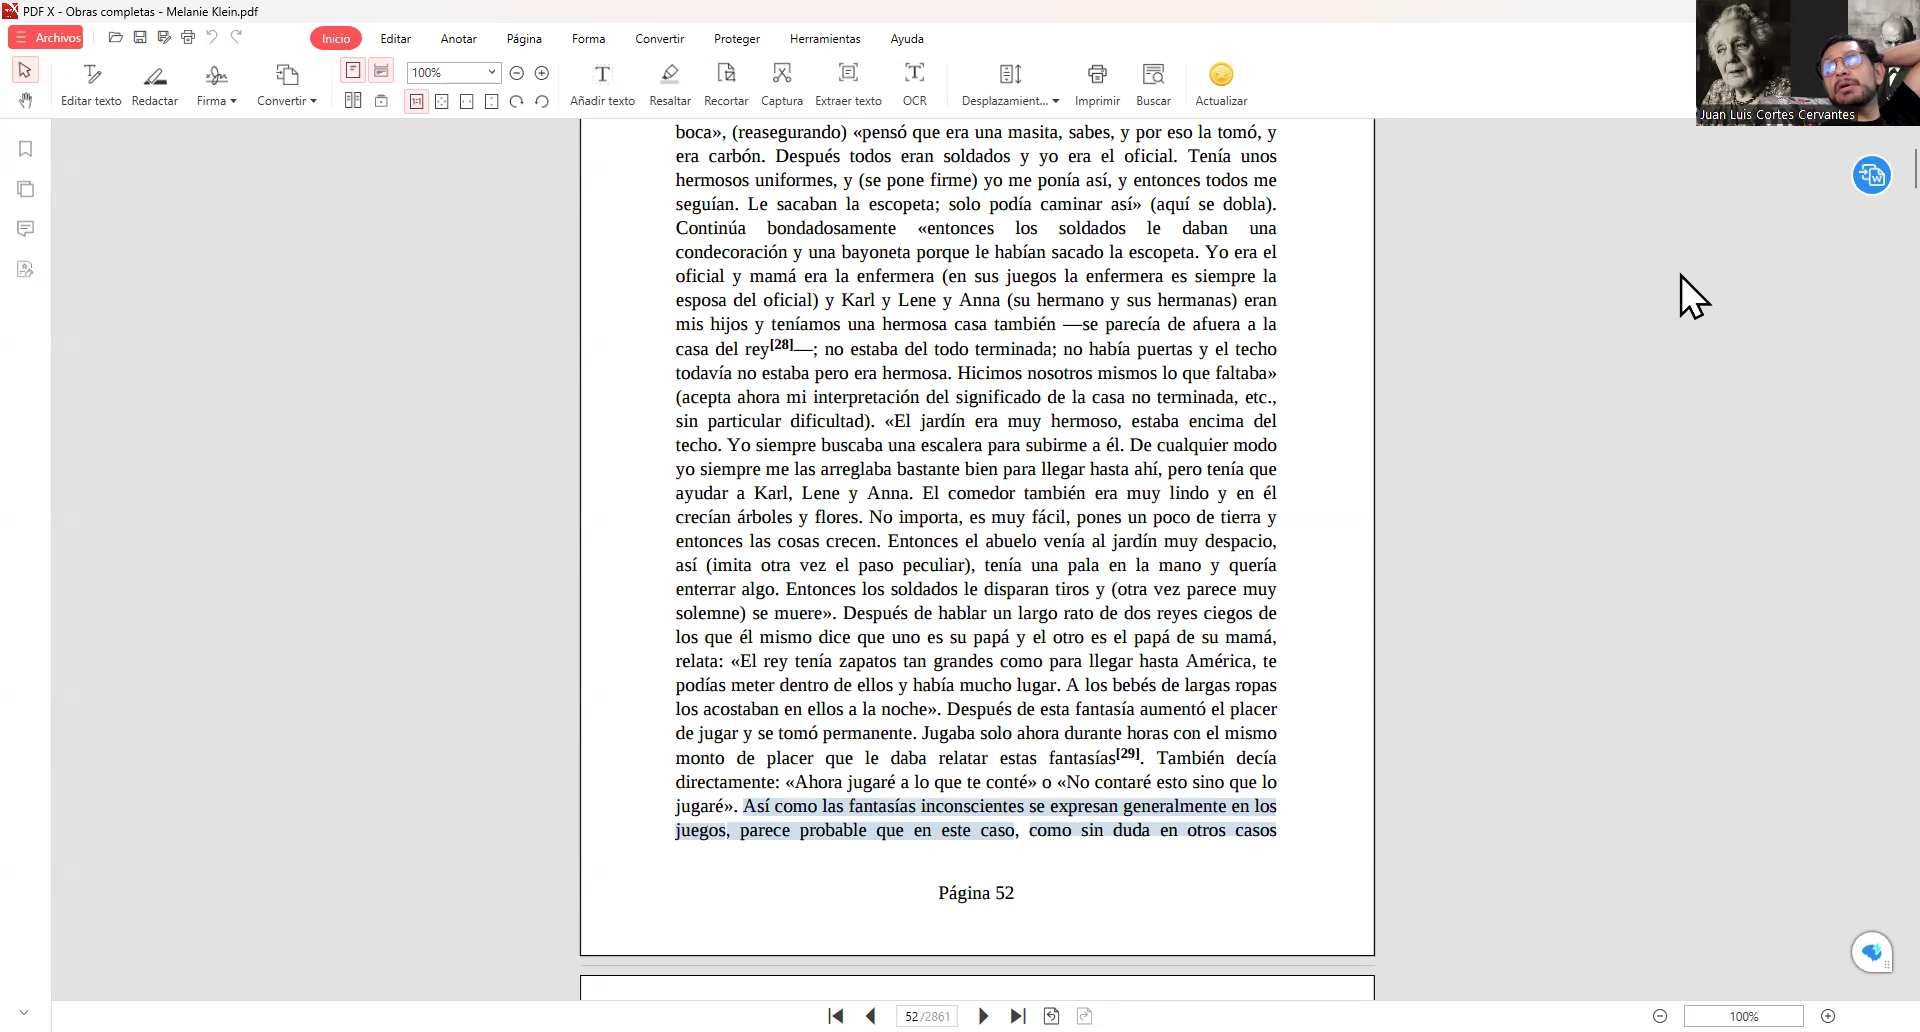 PDF X - Obras completas - Melanie Klein.pdf
Archivos
Inicio
Editar
Anotar
Página
Forma
Convertir
Proteger
Herramientas
Ayuda
100%
Editar texto
Redactar
Firma
Convertir
Añadir texto
Resaltar
Recortar
Captura
Extraer texto
OCR
Desplazamient...
Imprimir
Buscar
Actualizar
Juan Luis Cortes Cervantes
boca», (reasegurando) «pensó que era una masita, sabes, y por eso la tomó, y
era carbón. Después todos eran soldados y yo era el oficial. Tenía unos
hermosos uniformes, y (se pone firme) yo me ponía así, y entonces todos me
seguían. Le sacaban la escopeta; solo podía caminar así» (aquí se dobla).
Continúa bondadosamente «entonces los soldados le daban una
condecoración y una bayoneta porque le habían sacado la escopeta. Yo era el
oficial y mamá era la enfermera (en sus juegos la enfermera es siempre la
esposa del oficial) y Karl y Lene y Anna (su hermano y sus hermanas) eran
mis hijos y teníamos una hermosa casa también —se parecía de afuera a la
casa del rey[28]—; no estaba del todo terminada; no había puertas y el techo
todavía no estaba pero era hermosa. Hicimos nosotros mismos lo que faltaba»
(acepta ahora mi interpretación del significado de la casa no terminada, etc.,
sin particular dificultad). «El jardín era muy hermoso, estaba encima del
techo. Yo siempre buscaba una escalera para subirme a él. De cualquier modo
yo siempre me las arreglaba bastante bien para llegar hasta ahí, pero tenía que
ayudar a Karl, Lene y Anna. El comedor también era muy lindo y en él
crecían árboles y flores. No importa, es muy fácil, pones un poco de tierra y
entonces las cosas crecen. Entonces el abuelo venía al jardín muy despacio,
así (imita otra vez el paso peculiar), tenía una pala en la mano y quería
enterrar algo. Entonces los soldados le disparan tiros y (otra vez parece muy
solemne) se muere». Después de hablar un largo rato de dos reyes ciegos de
los que él mismo dice que uno es su papá y el otro es el papá de su mamá,
relata: «El rey tenía zapatos tan grandes como para llegar hasta América, te
podías meter dentro de ellos y había mucho lugar. A los bebés de largas ropas
los acostaban en ellos a la noche». Después de esta fantasía aumentó el placer
de jugar y se tomó permanente. Jugaba solo ahora durante horas con el mismo
monto de placer que le daba relatar estas fantasías[29]. También decía
directamente: «Ahora jugaré a lo que te conté» o «No contaré esto sino que lo
jugaré». Así como las fantasías inconscientes se expresan generalmente en los
juegos, parece probable que en este caso, como sin duda en otros casos
Página 52
52/2861
100%